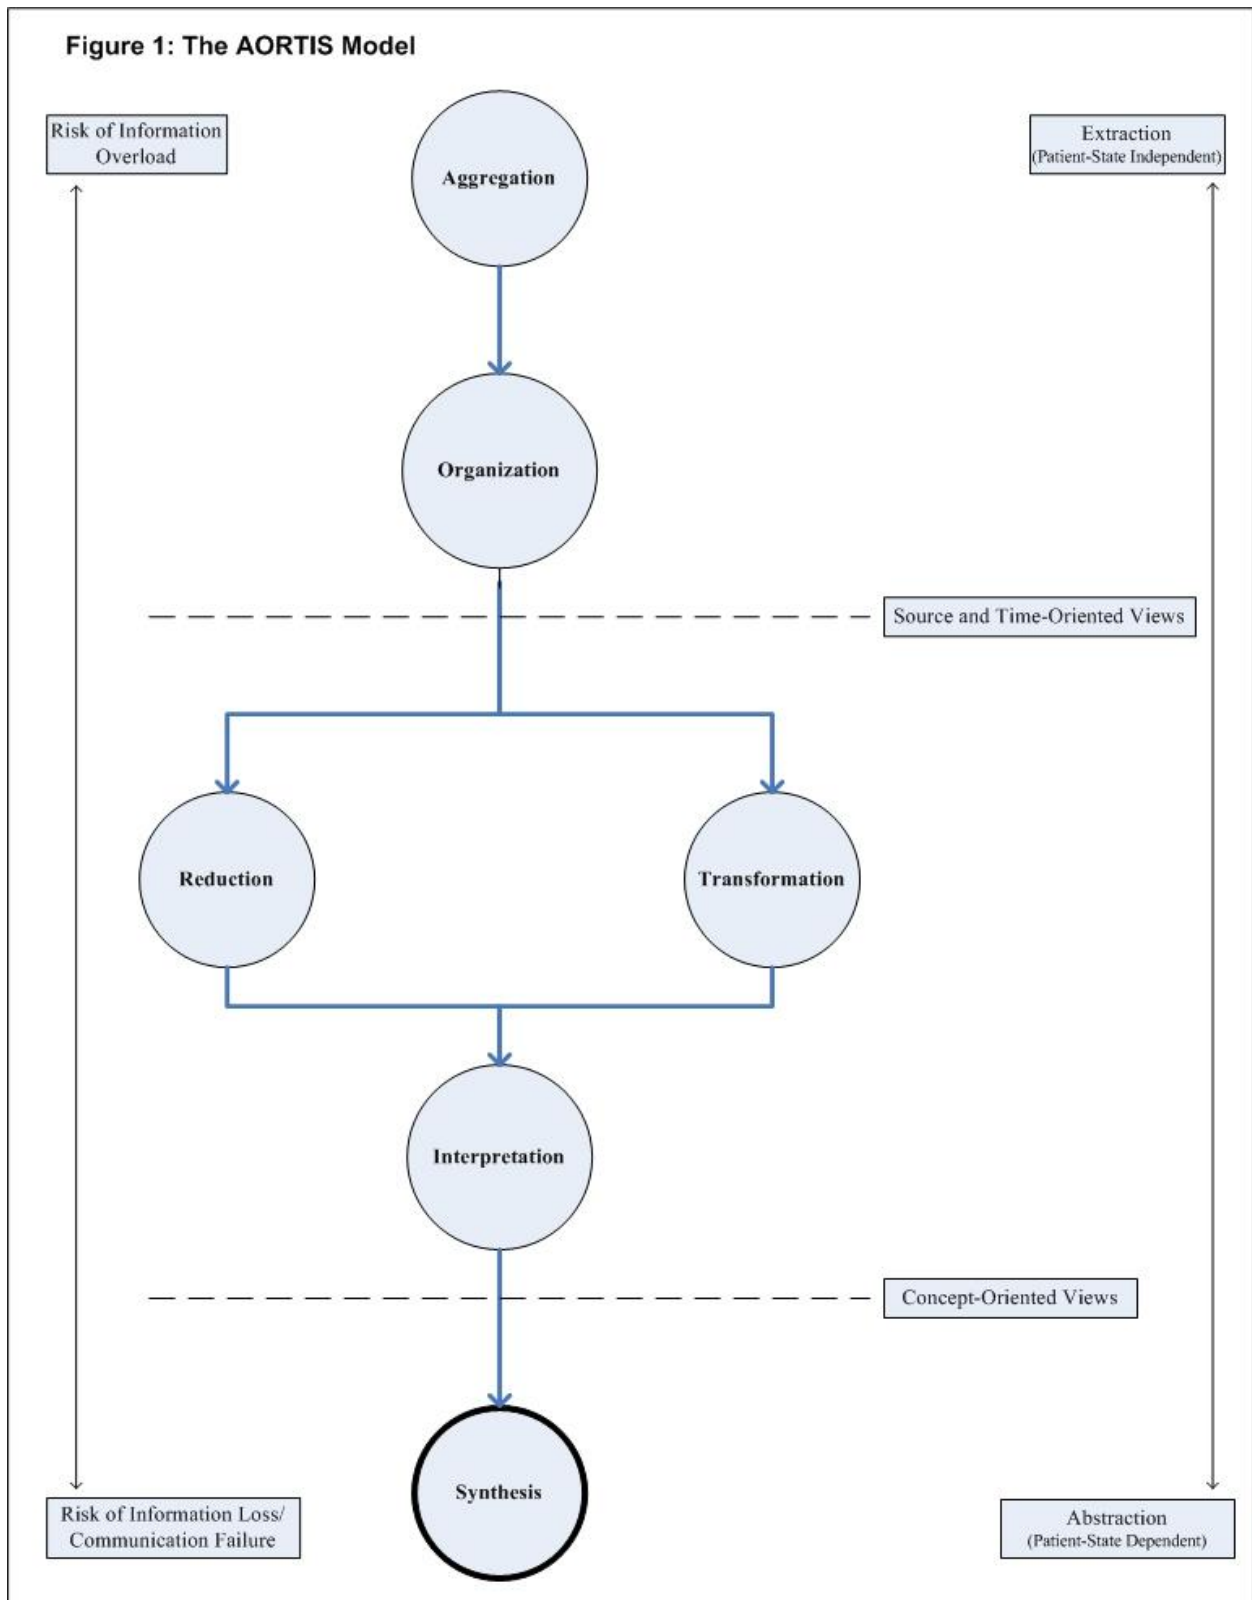 Figure 1: The AORTIS Model
Risk of Information
Overload
Aggregation
Extraction
(Patient-State Independent)
Organization
Source and Time-Oriented Views
Reduction
Transformation
Interpretation
Concept-Oriented Views
Synthesis
Risk of Information Loss/
Communication Failure
Abstraction
(Patient-State Dependent)